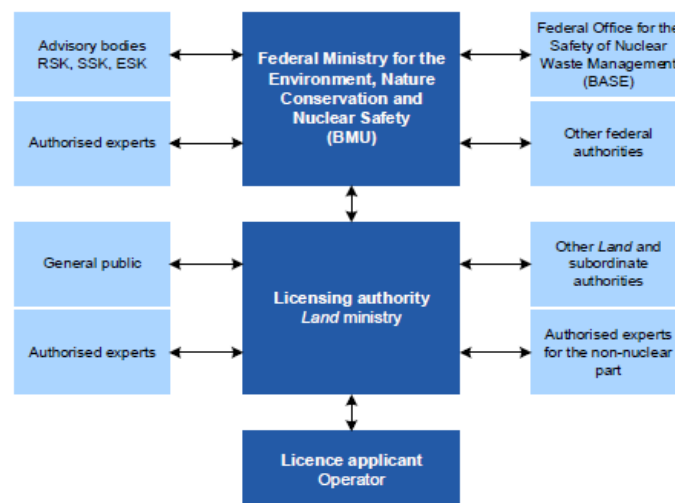 Advisory bodies
RSK, SSK, ESK
Federal Ministry for the
Environment, Nature
Conservation and
Nuclear Safety
(BMU)
Federal Office for the
Safety of Nuclear
Waste Management
(BASE)
Authorised experts
Other federal
authorities
General public
Licensing authority
Land ministry
Other Land and
subordinate
authorities
Authorised experts
Authorised experts
for the non-nuclear
part
Licence applicant
Operator